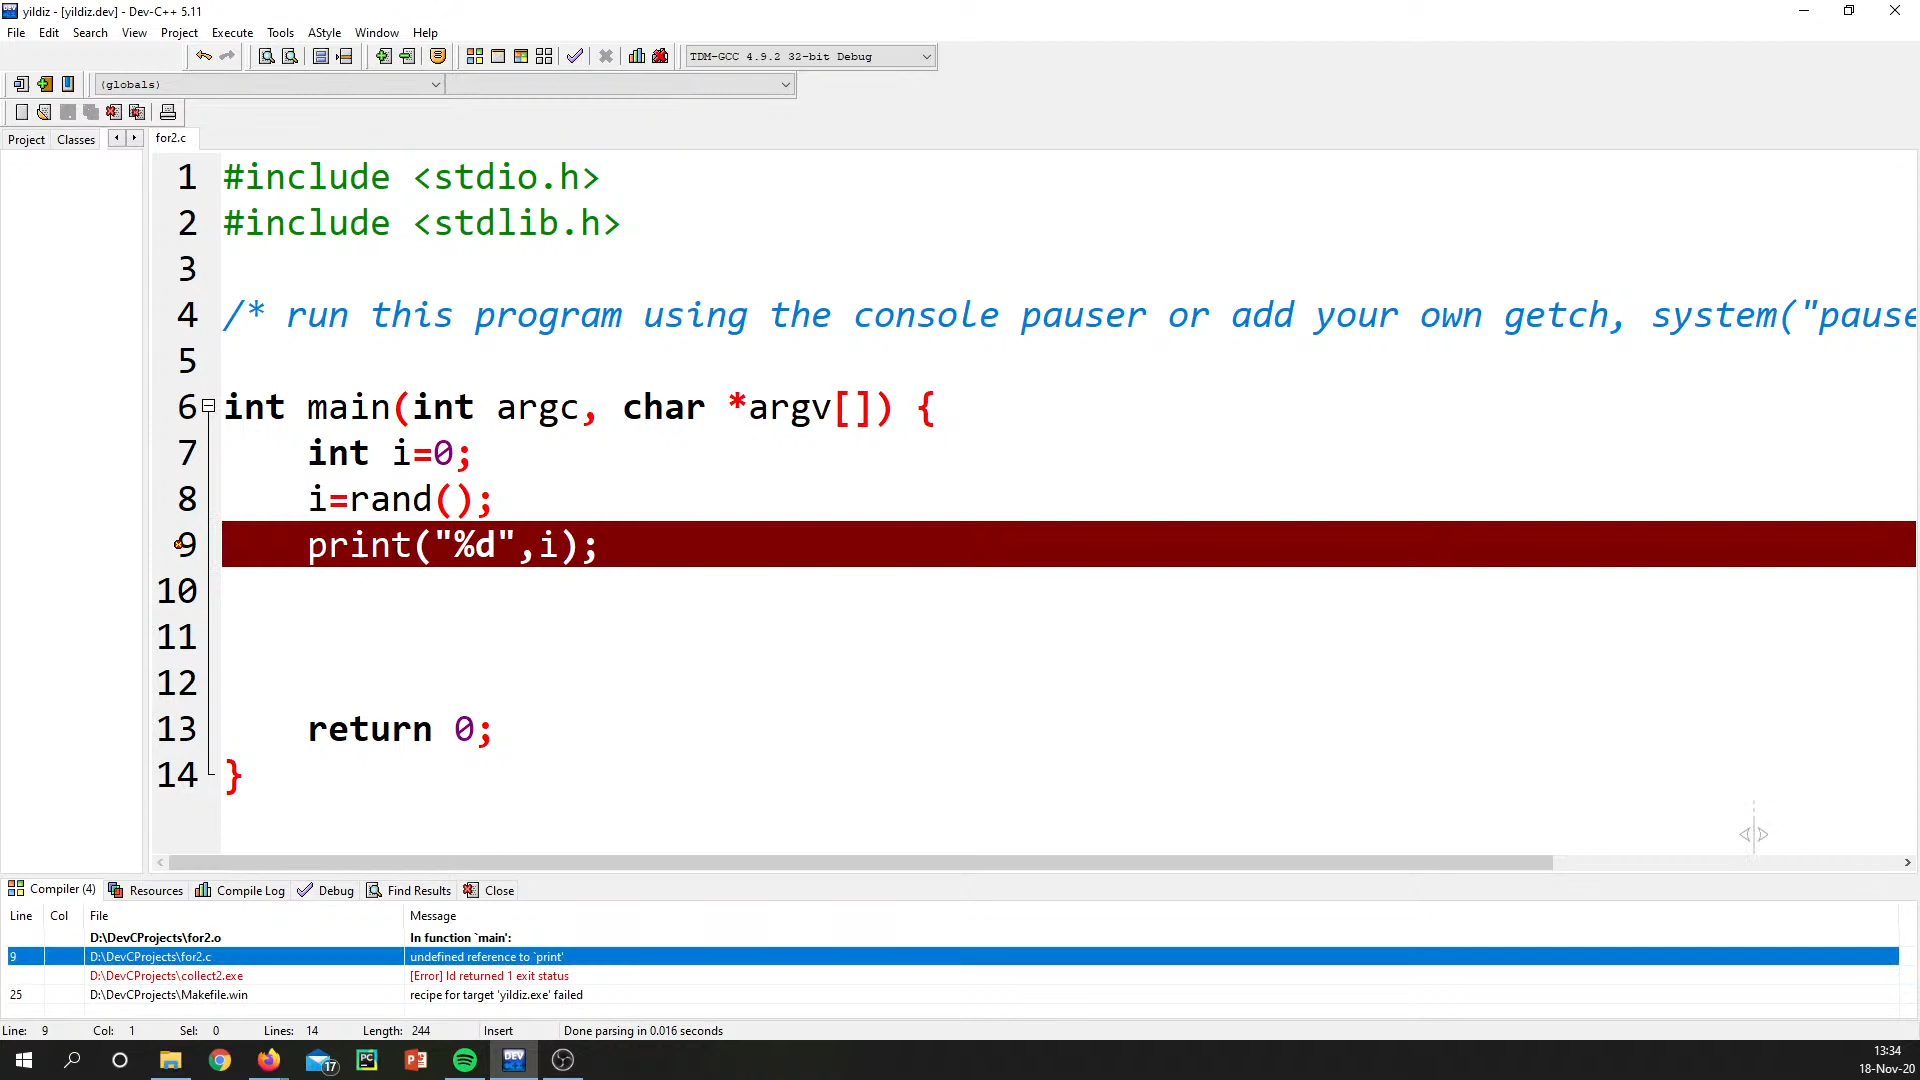 yildiz - [yildiz.dev] - Dev-C++ 5.11
File Edit Search View Project Execute Tools AStyle Window Help
TDM-GCC 4.9.2 32-bit Debug
(globals)
Project Classes for2.c
1 #include <stdio.h>
2 #include <stdlib.h>
3
4 /* run this program using the console pauser or add your own getch, system("pause
5
6 int main(int argc, char *argv[]) {
7 int i=0;
8 i=rand();
9 print("%d",i);
10
11
12
13 return 0;
14 }
Compiler (4) Resources Compile Log Debug Find Results Close
Line Col File Message
D:\DevCProjects\for2.o In function `main':
9 D:\DevCProjects\for2.c undefined reference to `print'
D:\DevCProjects\collect2.exe [Error] ld returned 1 exit status
25 D:\DevCProjects\Makefile.win recipe for target 'yildiz.exe' failed
Line: 9 Col: 1 Sel: 0 Lines: 14 Length: 244 Insert Done parsing in 0.016 seconds
17 PC P DEV 13:34
18-Nov-20